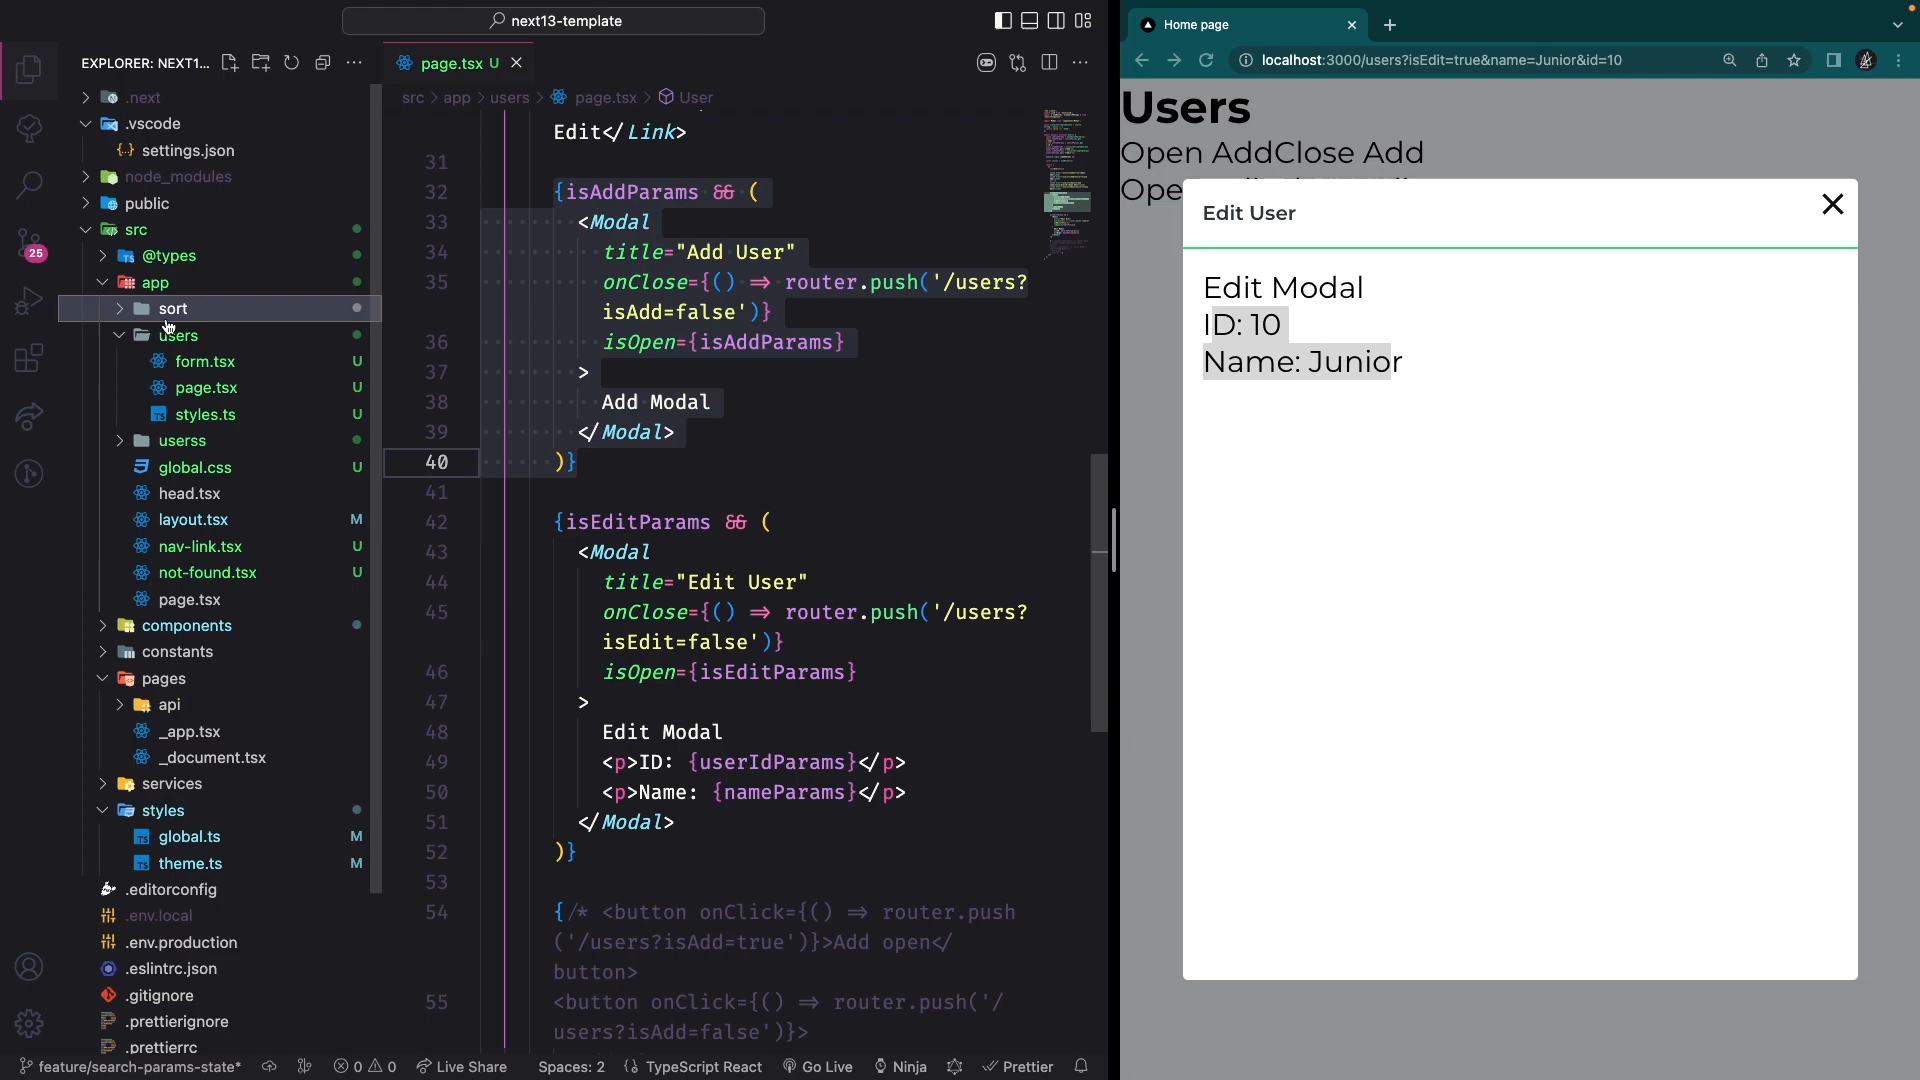 next13-template
EXPLORER: NEXT1...
.next
.vscode
settings.json
node_modules
public
src
@types
app
sort
users
form.tsx U
page.tsx U
styles.ts U
userss
global.css U
head.tsx
layout.tsx M
nav-link.tsx U
not-found.tsx U
page.tsx
components
constants
pages
api
_app.tsx
_document.tsx
services
styles
global.ts M
theme.ts M
.editorconfig
.env.local
.env.production
.eslintrc.json
.gitignore
.prettierignore
.prettierrc
25
page.tsx U
src > app > users > page.tsx > User
Edit</Link>
31
32 {isAddParams && (
33 <Modal
34 title="Add User"
35 onClose={() => router.push('/users?
isAdd=false')}
36 isOpen={isAddParams}
37 >
38 Add Modal
39 </Modal>
40 )}
41
42 {isEditParams && (
43 <Modal
44 title="Edit User"
45 onClose={() => router.push('/users?
isEdit=false')}
46 isOpen={isEditParams}
47 >
48 Edit Modal
49 <p>ID: {userIdParams}</p>
50 <p>Name: {nameParams}</p>
51 </Modal>
52 )}
53
54 {/* <button onClick={() => router.push
('/users?isAdd=true')}>Add open</
button>
55 <button onClick={() => router.push('/
users?isAdd=false')}>
feature/search-params-state* 0 0 Live Share Spaces: 2 TypeScript React Go Live Ninja Prettier
Home page
localhost:3000/users?isEdit=true&name=Junior&id=10
Users
Open AddClose Add
Ope
Edit User
Edit Modal
ID: 10
Name: Junior